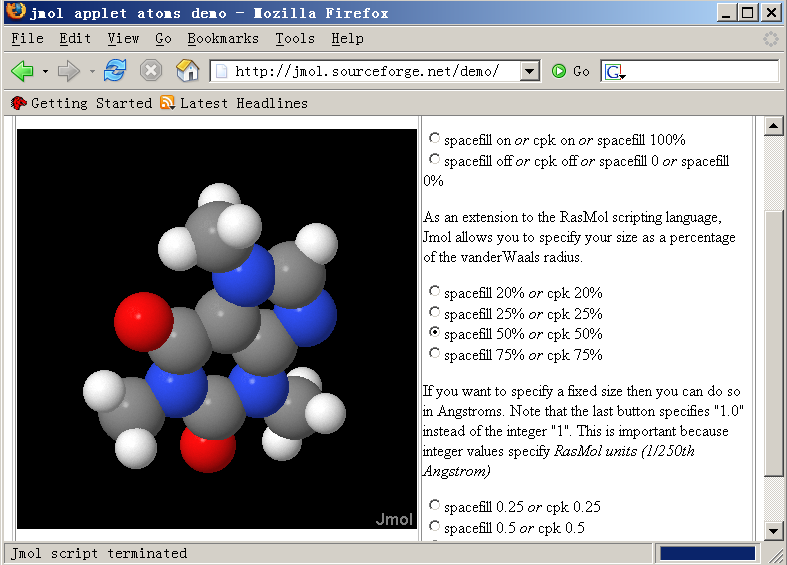 jmol applet atoms demo - Mozilla Firefox
File Edit View Go Bookmarks Tools Help
http://jmol.sourceforge.net/demo/ Go G
Getting Started Latest Headlines
spacefill on or cpk on or spacefill 100%
spacefill off or cpk off or spacefill 0 or spacefill
0%
As an extension to the RasMol scripting language,
Jmol allows you to specify your size as a percentage
of the vanderWaals radius.
spacefill 20% or cpk 20%
spacefill 25% or cpk 25%
spacefill 50% or cpk 50%
spacefill 75% or cpk 75%
If you want to specify a fixed size then you can do so
in Angstroms. Note that the last button specifies "1.0"
instead of the integer "1". This is important because
integer values specify RasMol units (1/250th
Angstrom)
spacefill 0.25 or cpk 0.25
spacefill 0.5 or cpk 0.5
Jmol
Jmol script terminated